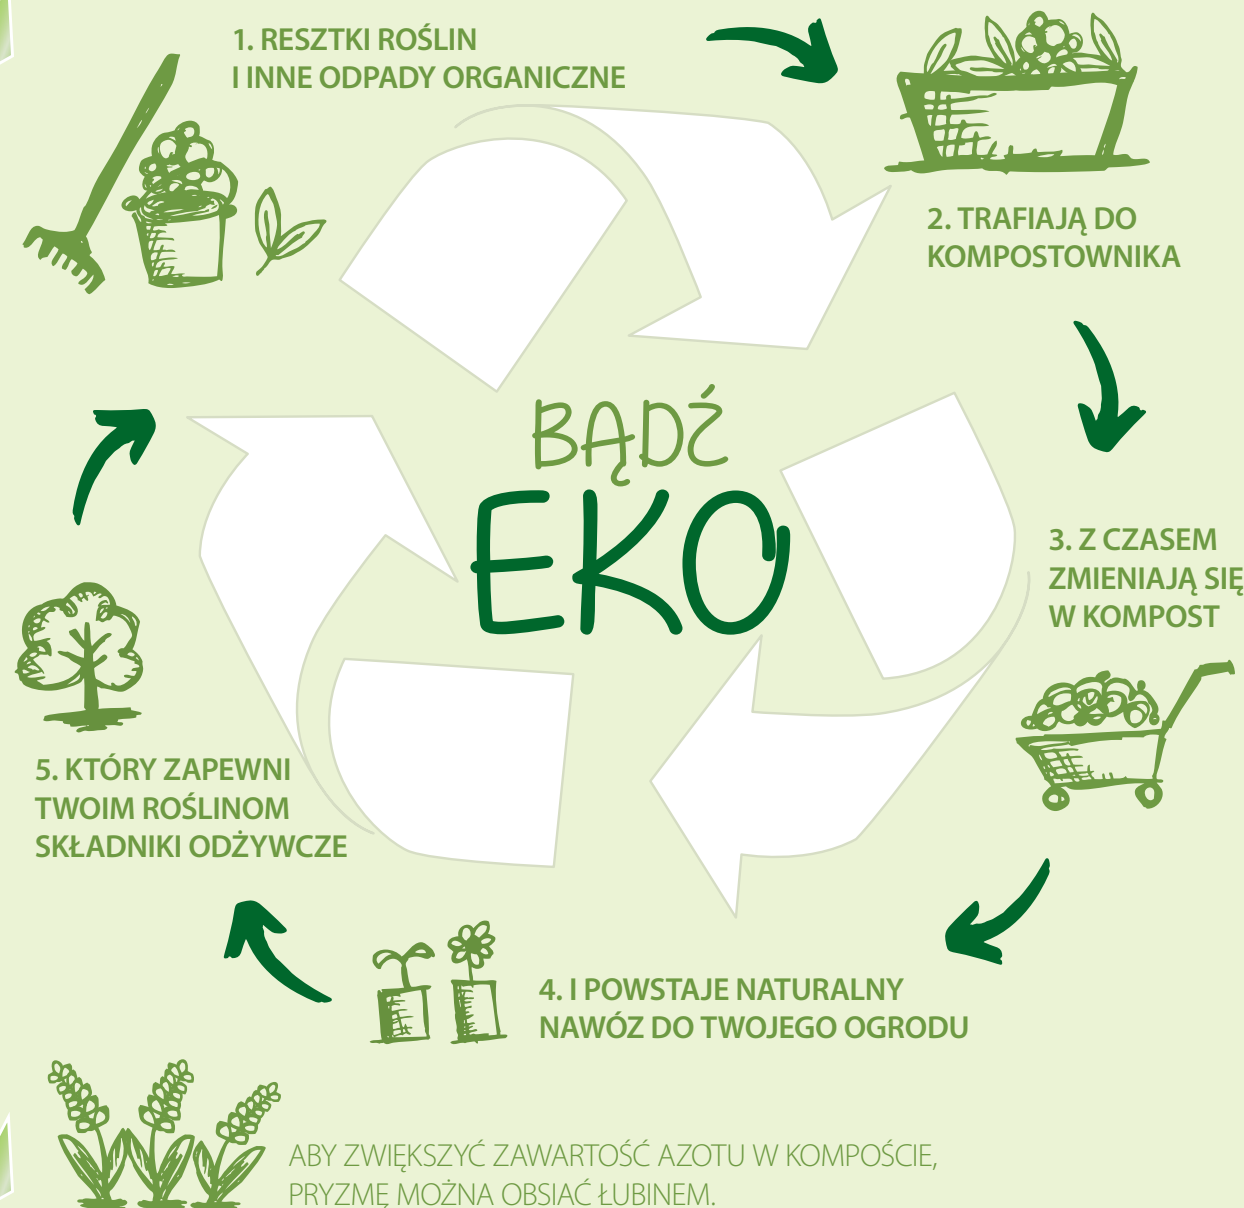 1. RESZTKI ROŚLIN
I INNE ODPADY ORGANICZNE
2. TRAFIAJĄ DO
KOMPOSTOWNIKA
BĄDŹ
EKO
3. Z CZASEM
ZMIENIAJĄ SIĘ
W KOMPOST
5. KTÓRY ZAPEWNI
TWOIM ROŚLINOM
SKŁADNIKI ODŻYWCZE
4. I POWSTAJE NATURALNY
NAWÓZ DO TWOJEGO OGRODU
ABY ZWIĘKSZYĆ ZAWARTOŚĆ AZOTU W KOMPOŚCIE,
PRYZMĘ MOŻNA OBSIAĆ ŁUBINEM.